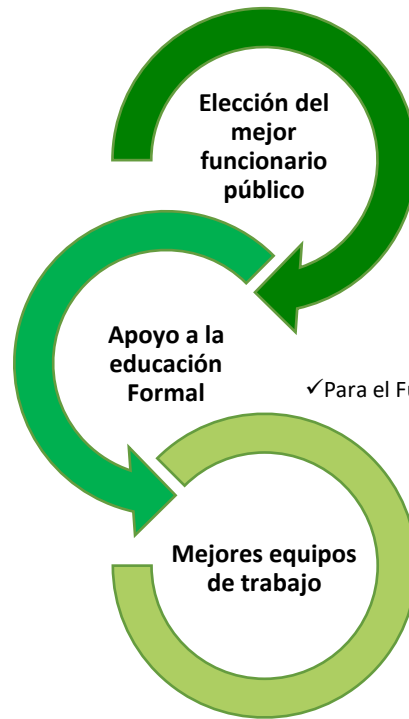 Elección del
mejor
funcionario
público
Apoyo a la
educación
Formal
✓Para el
Mejores equipos
de trabajo